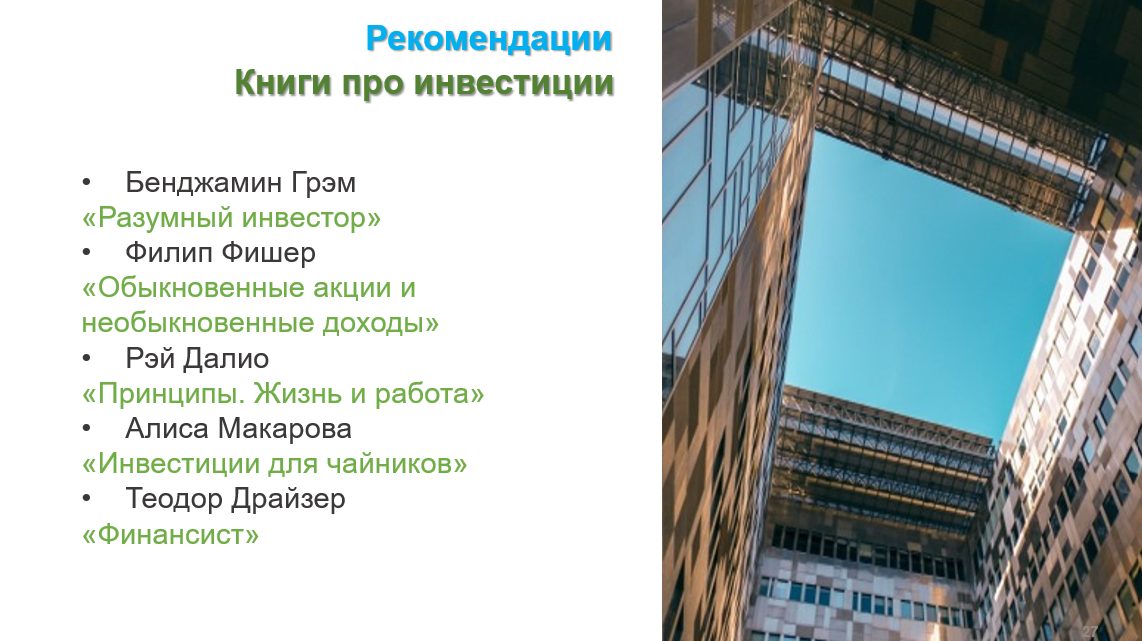 Рекомендации
Книги про инвестиции
• Бенджамин Грэм
«Разумный инвестор»
• Филип Фишер
«Обыкновенные акции и
необыкновенные доходы»
• Рэй Далио
«Принципы. Жизнь и работа»
• Алиса Макарова
«Инвестиции для чайников»
• Теодор Драйзер
«Финансист»
27